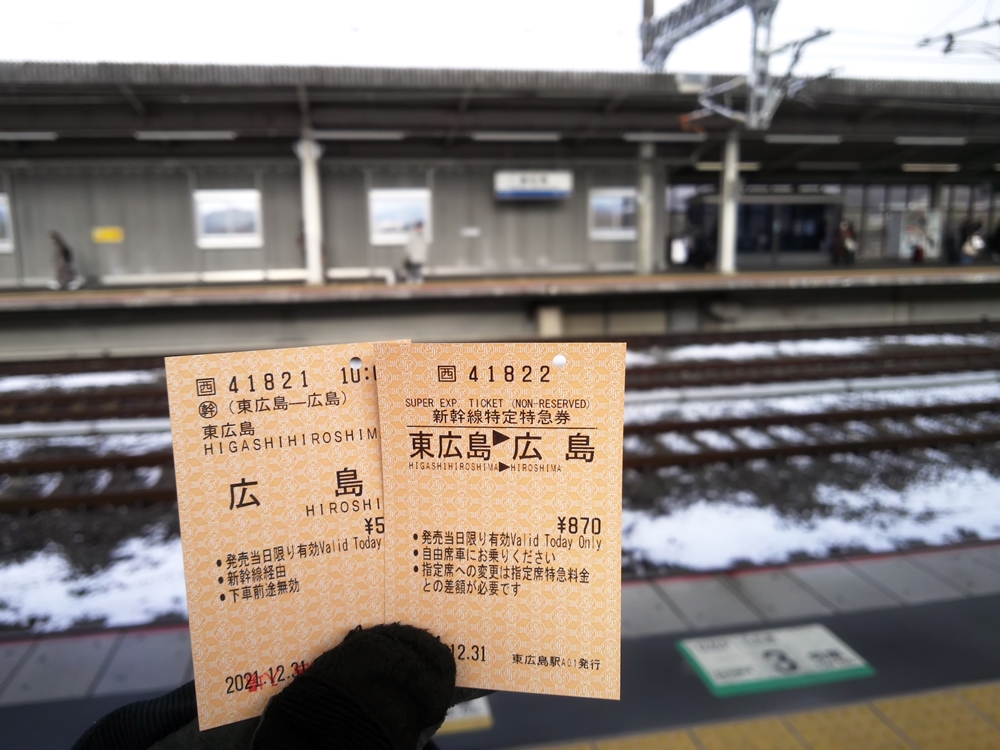 西 41821 10:0
幹 (東広島―広島)
東広島
HIGASHIHIROSHIM
広 島
HIROSHI
¥5
•発売当日限り有効Valid Today
•新幹線経由
•下車前途無効
2021.12.31
西 41822
SUPER EXP. TICKET (NON-RESERVED)
新幹線特定特急券
東広島▶広 島
HIGASHIHIROSHIMA▶HIROSHIMA
¥870
•発売当日限り有効Valid Today Only
•自由席車にお乗りください
•指定席への変更は指定席特急料金
との差額が必要です
.12.31 東広島駅A01発行
3